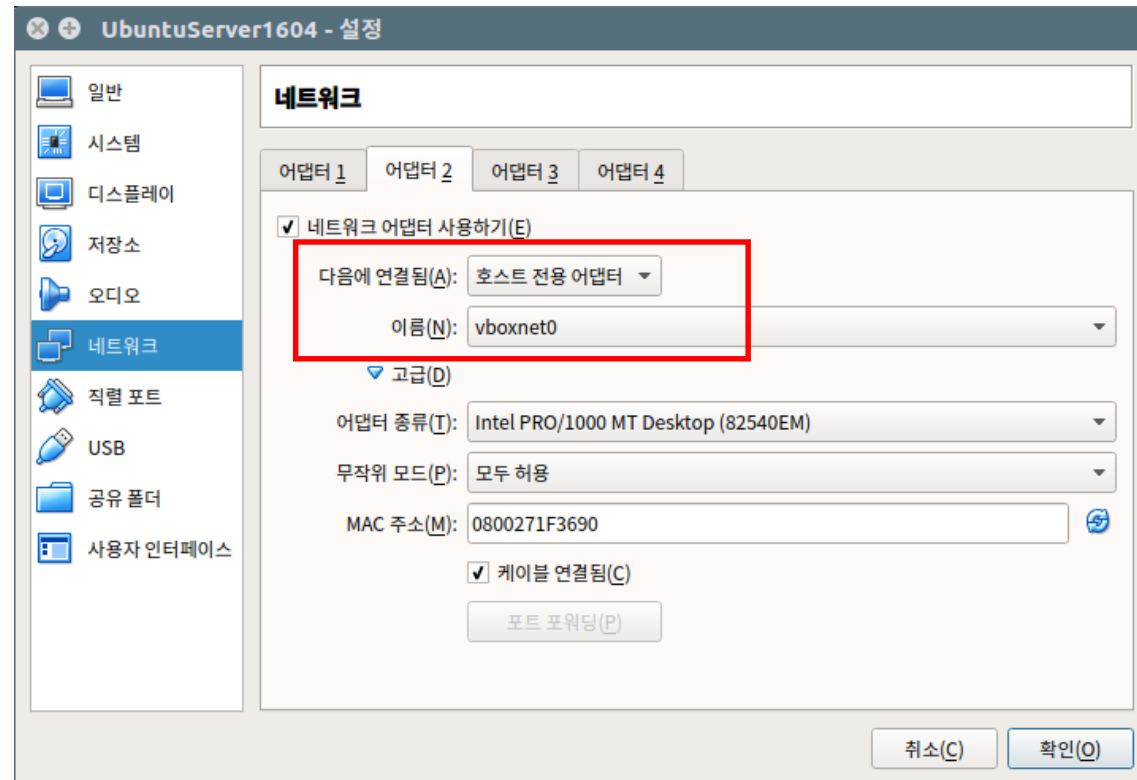 UbuntuServer1604 - 설정
일반
시스템
디스플레이
저장소
오디오
네트워크
직렬 포트
USB
공유 폴더
사용자 인터페이스
네트워크
어댑터 1 어댑터 2 어댑터 3 어댑터 4
네트워크 어댑터 사용하기(E)
다음에 연결됨(A): 호스트 전용 어댑터
이름(N): vboxnet0
고급(D)
어댑터 종류(T): Intel PRO/1000 MT Desktop (82540EM)
무작위 모드(P): 모두 허용
MAC 주소(M): 0800271F3690
케이블 연결됨(C)
포트 포워딩(P)
취소(C) 확인(O)